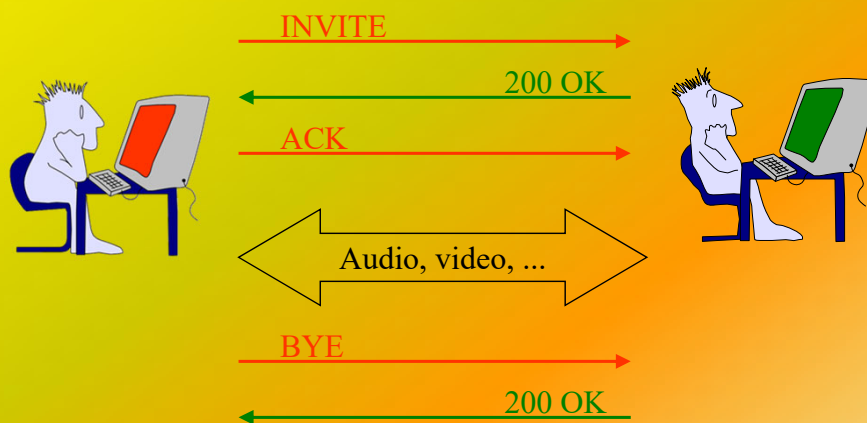 INVITE
200 OK
ACK
Audio, video, ...
BYE
200 OK